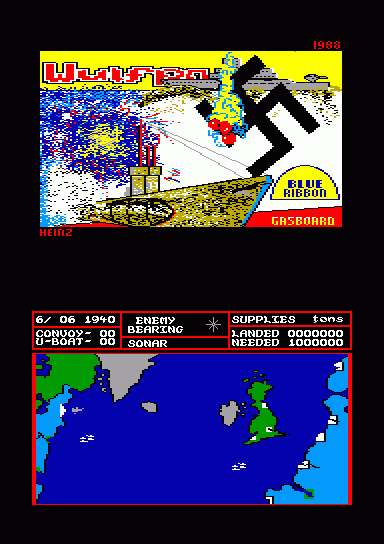 1988
Wulfpa
BLUE
RIBBON
GASBOARD
HEINZ
6/ 06 1940
ENEMY
BEARING
SUPPLIES tons
CONVOY- 00
U-BOAT- 00
SONAR
LANDED 0000000
NEEDED 1000000